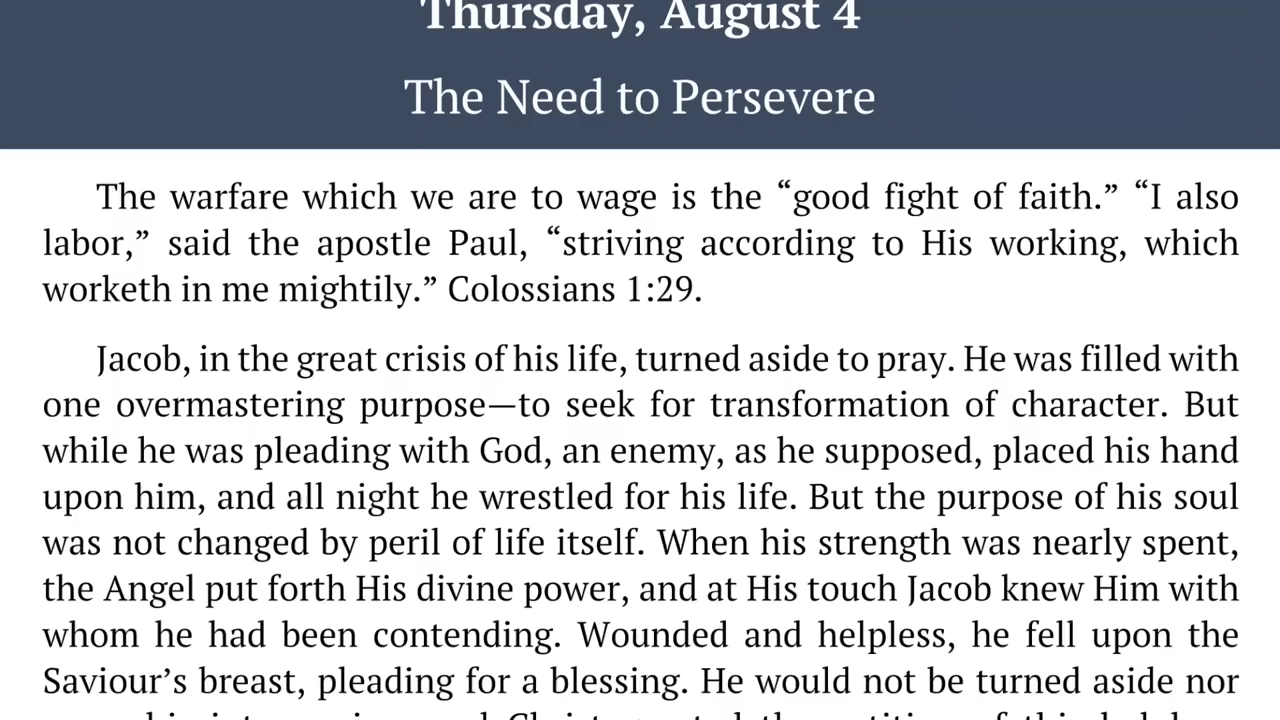 Thursday, August 4
The Need to Persevere
The warfare which we are to wage is the “good fight of faith.” “I also
labor,” said the apostle Paul, “striving according to His working, which
worketh in me mightily.” Colossians 1:29.
Jacob, in the great crisis of his life, turned aside to pray. He was filled with
one overmastering purpose—to seek for transformation of character. But
while he was pleading with God, an enemy, as he supposed, placed his hand
upon him, and all night he wrestled for his life. But the purpose of his soul
was not changed by peril of life itself. When his strength was nearly spent,
the Angel put forth His divine power, and at His touch Jacob knew Him with
whom he had been contending. Wounded and helpless, he fell upon the
Saviour’s breast, pleading for a blessing. He would not be turned aside nor